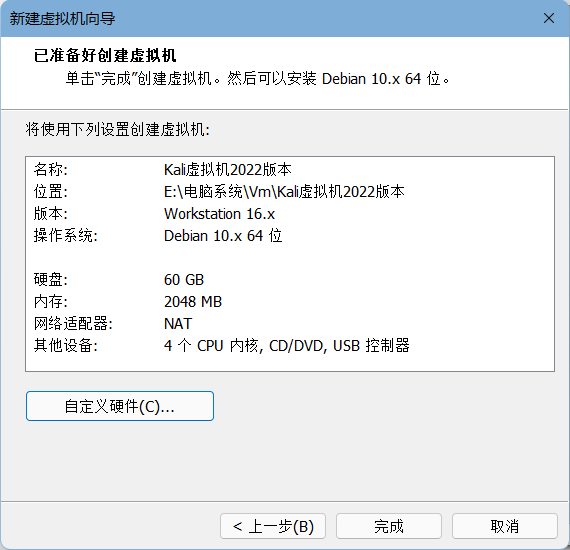 新建虚拟机向导
已准备好创建虚拟机
单击“完成”创建虚拟机。然后可以安装 Debian 10.x 64 位。
将使用下列设置创建虚拟机:
名称: Kali虚拟机2022版本
位置: E:\电脑系统\Vm\Kali虚拟机2022版本
版本: Workstation 16.x
操作系统: Debian 10.x 64 位
硬盘: 60 GB
内存: 2048 MB
网络适配器: NAT
其他设备: 4 个 CPU 内核, CD/DVD, USB 控制器
自定义硬件(C)...
< 上一步(B) 完成 取消